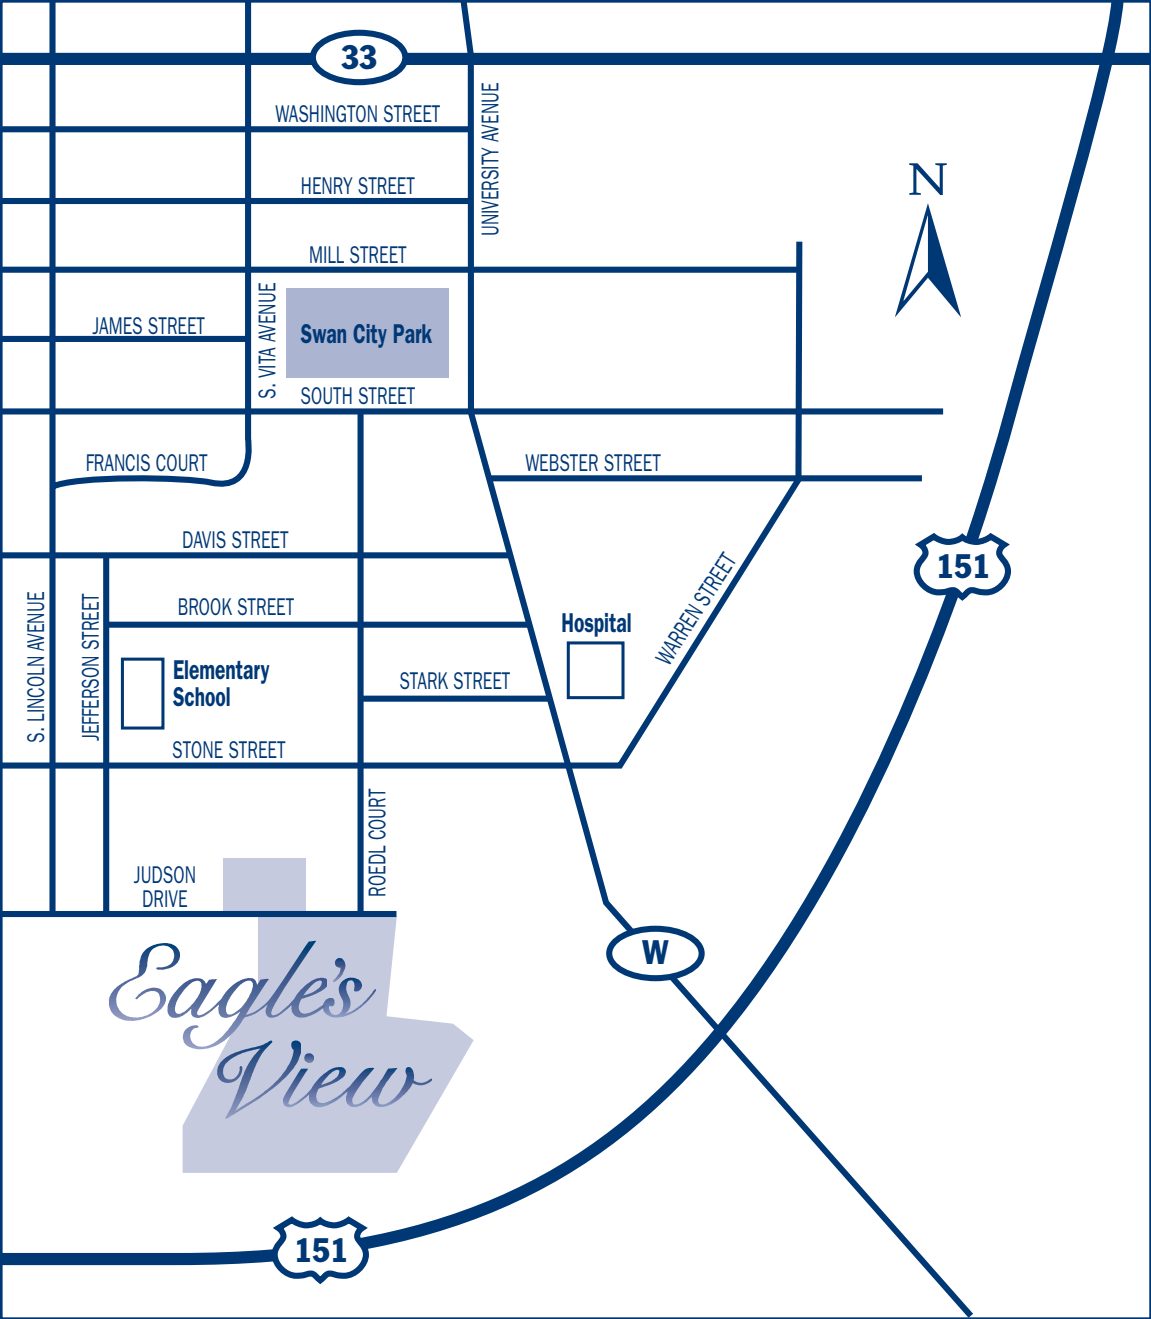 33
WASHINGTON STREET
UNIVERSITY AVENUE
N
HENRY STREET
MILL STREET
S. VITA AVENUE
JAMES STREET
Swan City Park
SOUTH STREET
FRANCIS COURT
WEBSTER STREET
DAVIS STREET
151
WARREN STREET
S. LINCOLN AVENUE
JEFFERSON STREET
BROOK STREET
Hospital
Elementary
School
STARK STREET
STONE STREET
ROEDL COURT
JUDSON
DRIVE
Eagle's
View
W
151